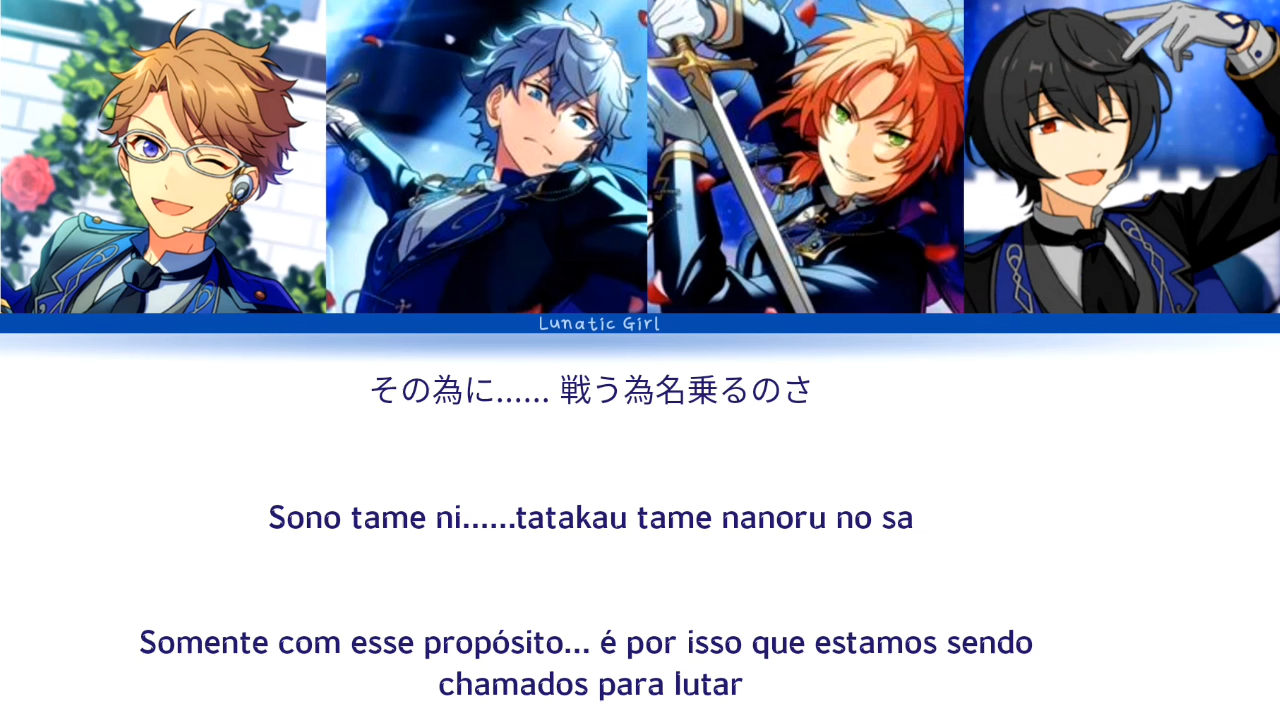 Lunatic Girl
その為に...... 戦う為名乗るのさ
Sono tame ni......tatakau tame nanoru no sa
Somente com esse propósito... é por isso que estamos sendo
chamados para lutar